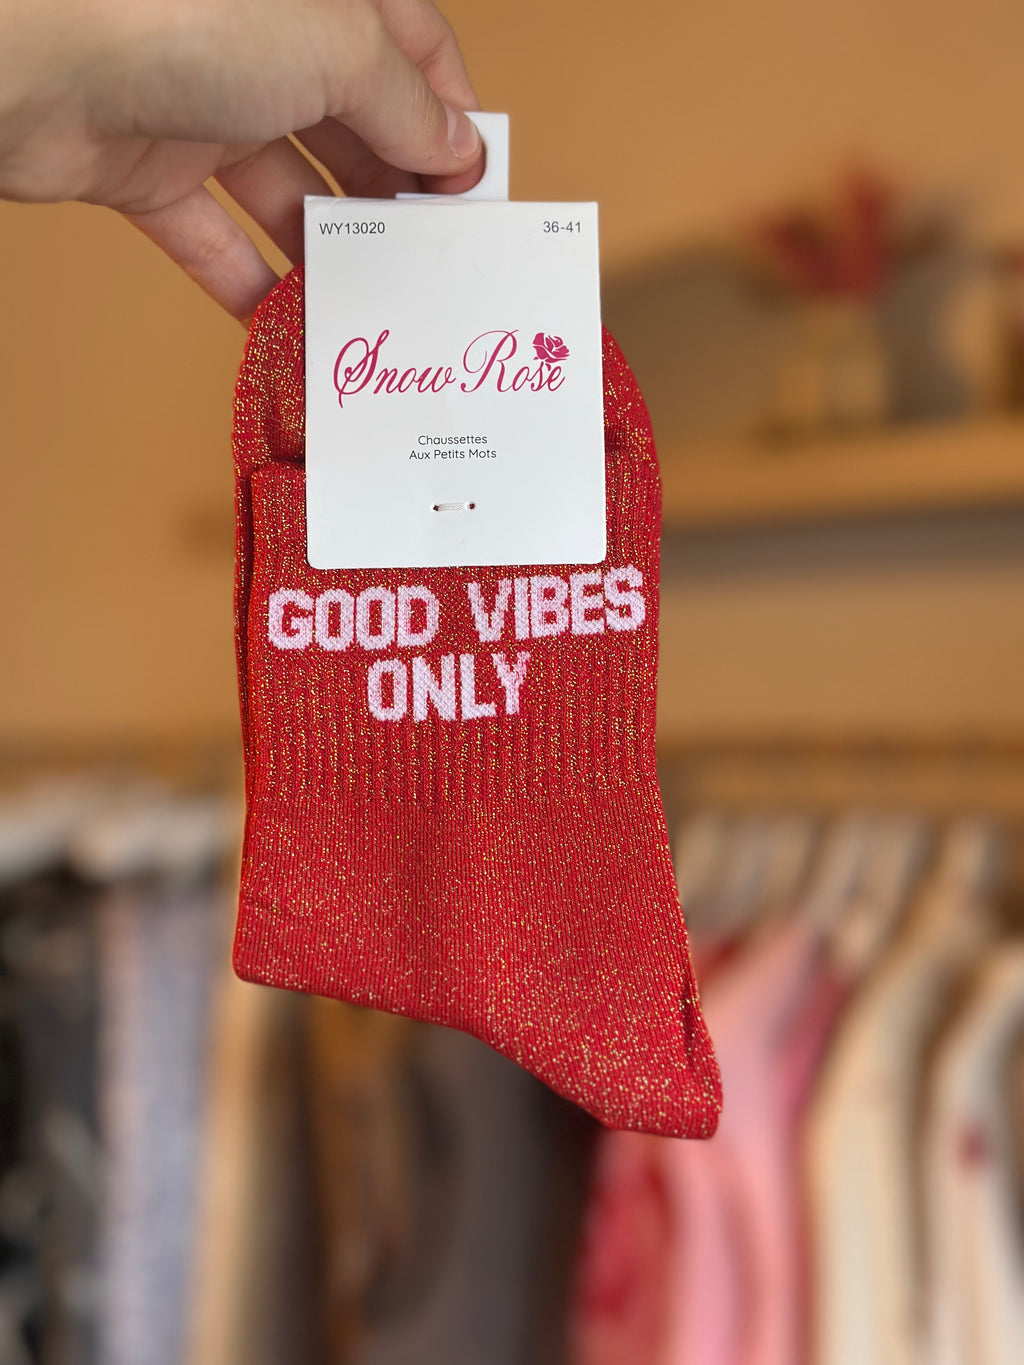 WY13020 36-41
Snow Rose
Chaussettes
Aux Petits Mots
GOOD VIBES
ONLY